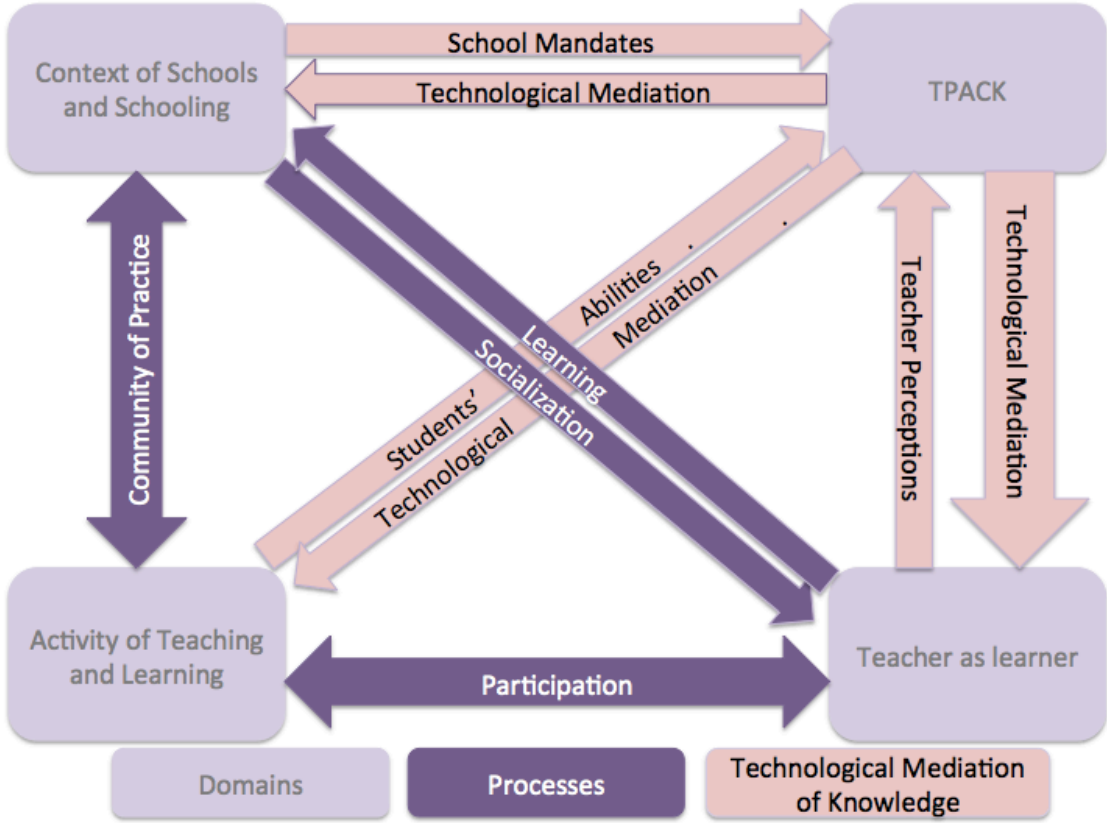 School Mandates
Context of Schools
and Schooling
Technological Mediation
TPACK
Community of Practice
Students’ Abilities .
Technological Mediation .
Learning
Socialization
Teacher Perceptions
Technological Mediation
Activity of Teaching
and Learning
Participation
Teacher as learner
Domains
Processes
Technological Mediation
of Knowledge